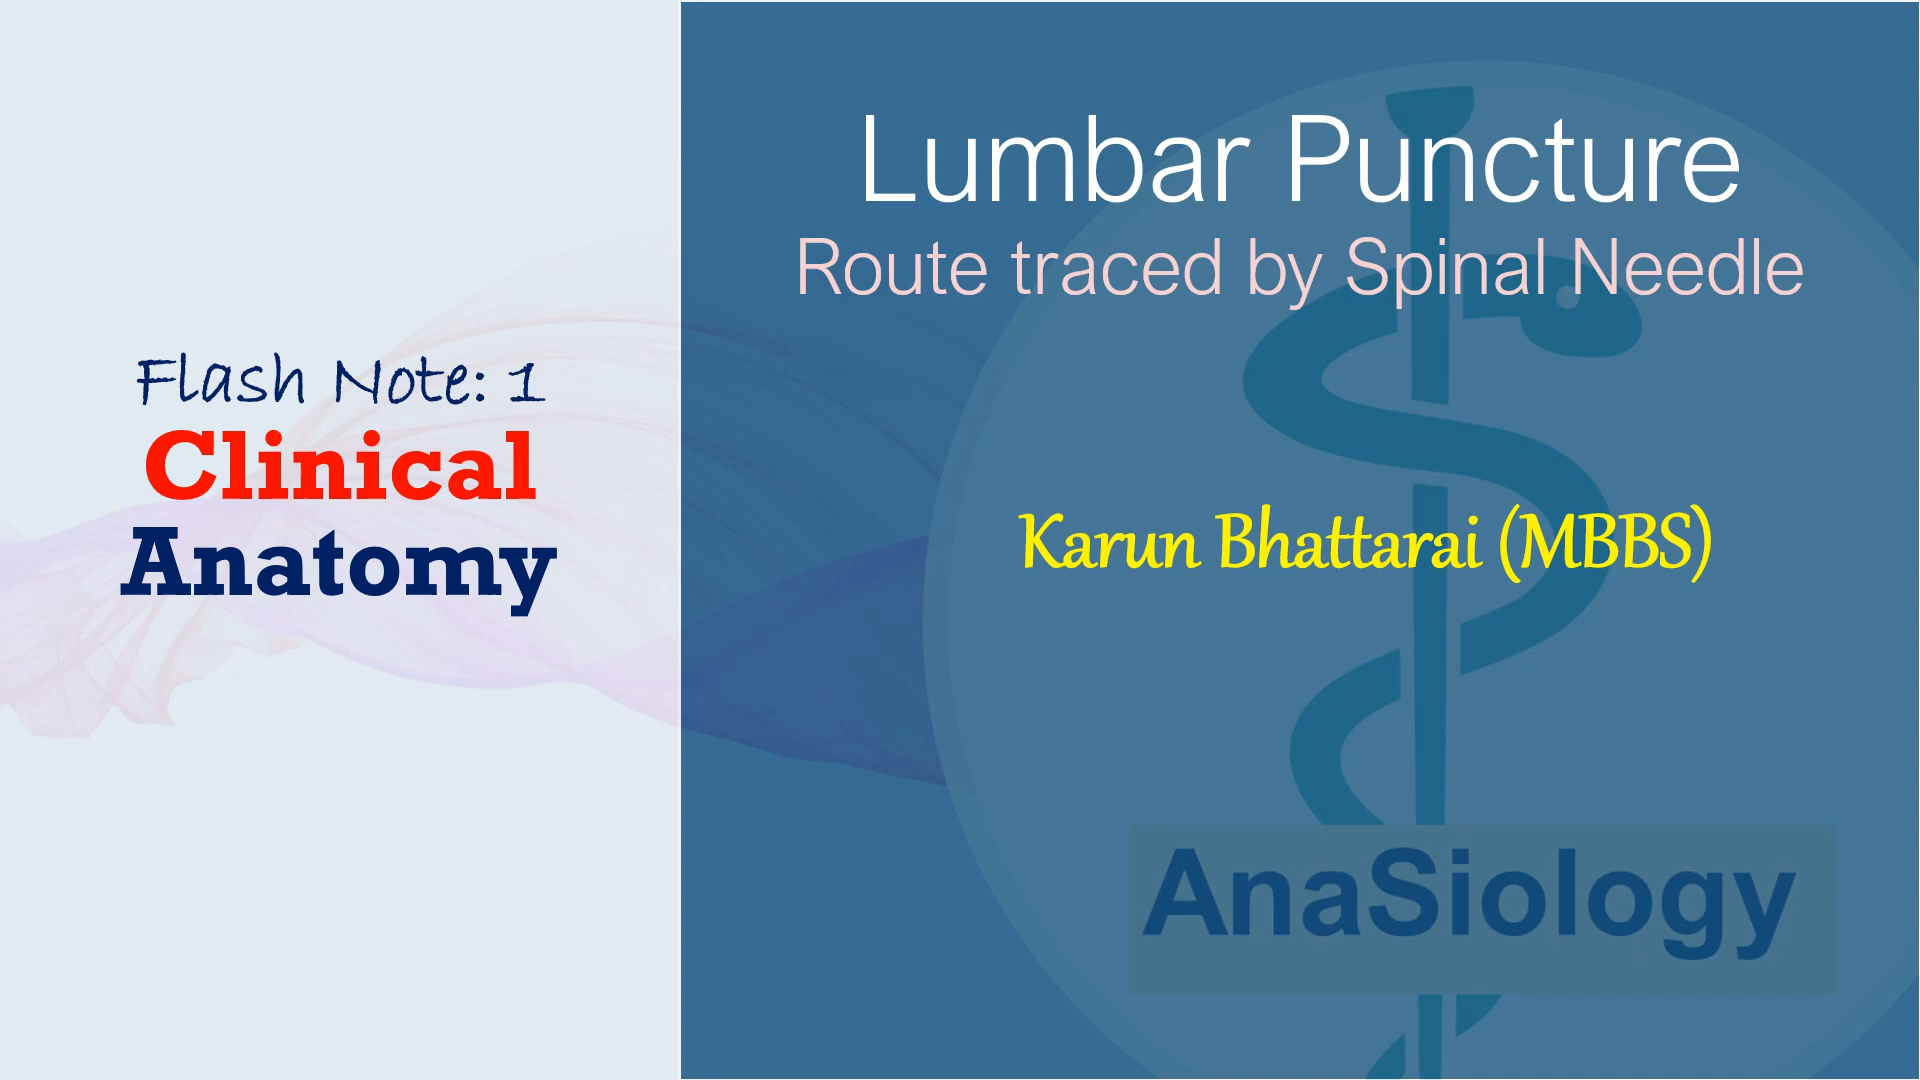 Flash Note: 1
Clinical
Anatomy
Lumbar Puncture
Route traced by Spinal Needle
Karun Bhattarai (MBBS)
AnaSiology